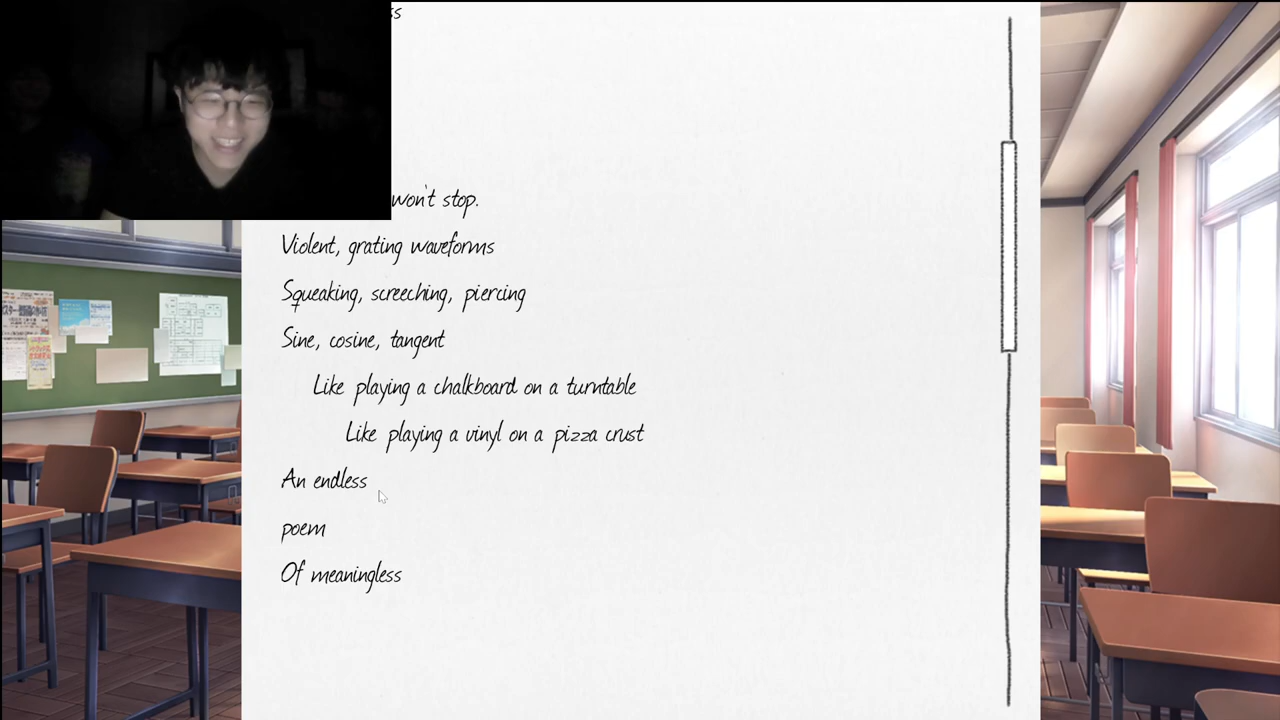 won't stop.
Violent, grating waveforms
Squeaking, screeching, piercing
Sine, cosine, tangent
Like playing a chalkboard on a turntable
Like playing a vinyl on a pizza crust
An endless
poem
Of meaningless